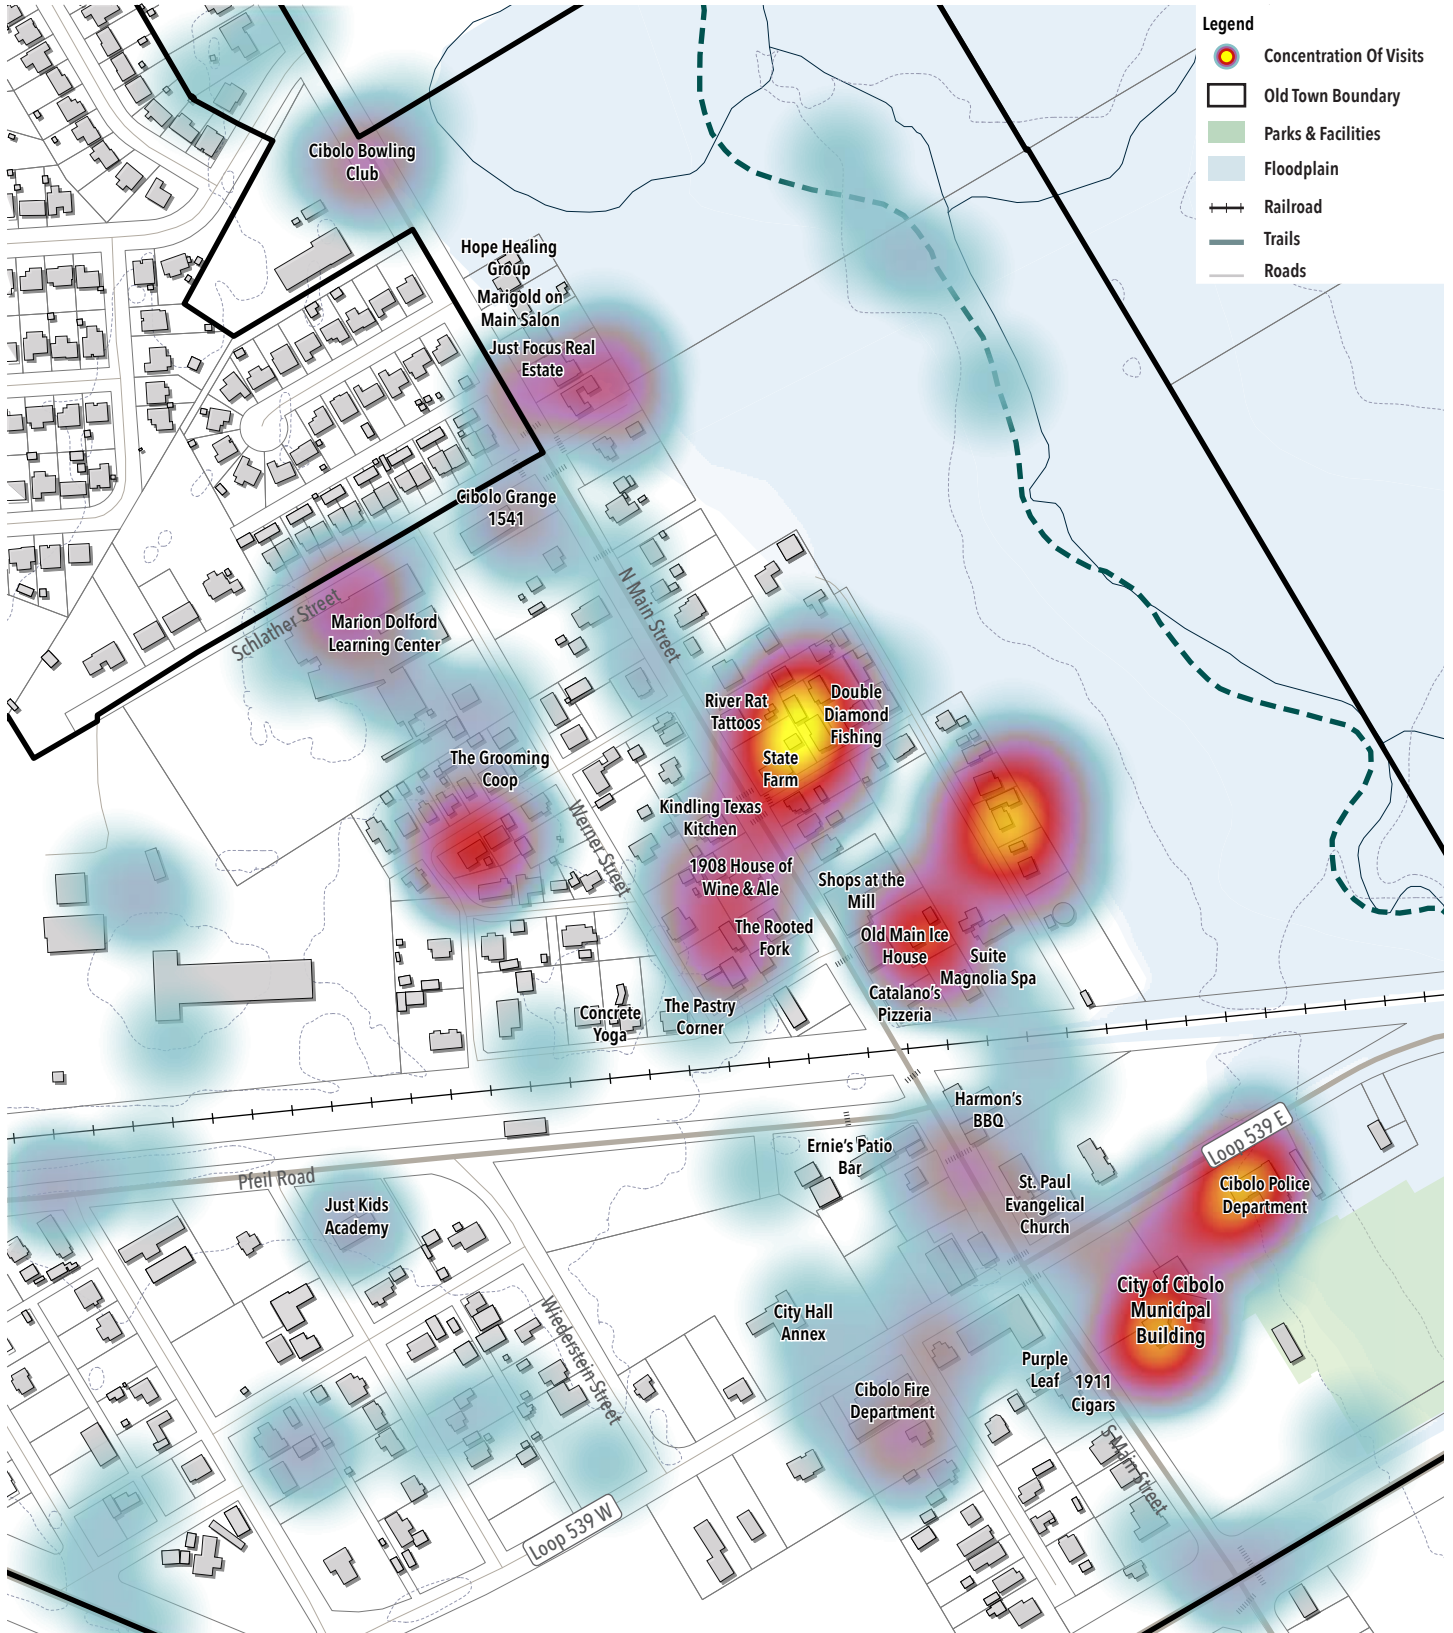 Legend
Concentration Of Visits
Old Town Boundary
Parks & Facilities
Floodplain
Railroad
Trails
Roads
Cibolo Bowling
Club
Hope Healing
Group
Marigold on
Main Salon
Just Focus Real
Estate
Cibolo Grange
1541
N Main Street
Schlather Street
Marion Dolford
Learning Center
River Rat
Tattoos
Double
Diamond
Fishing
State
Farm
The Grooming
Coop
Kindling Texas
Kitchen
Werner Street
1908 House of
Wine & Ale
Shops at the
Mill
The Rooted
Fork
Old Main Ice
House
Suite
Magnolia Spa
Catalano's
Pizzeria
Concrete
Yoga
The Pastry
Corner
Harmon's
BBQ
Ernie's Patio
Bar
Loop 539 E
Pfeil Road
Just Kids
Academy
St. Paul
Evangelical
Church
Cibolo Police
Department
City of Cibolo
Municipal
Building
City Hall
Annex
Wiederstein Street
Purple
Leaf
1911
Cigars
Cibolo Fire
Department
S Main Street
Loop 539 W